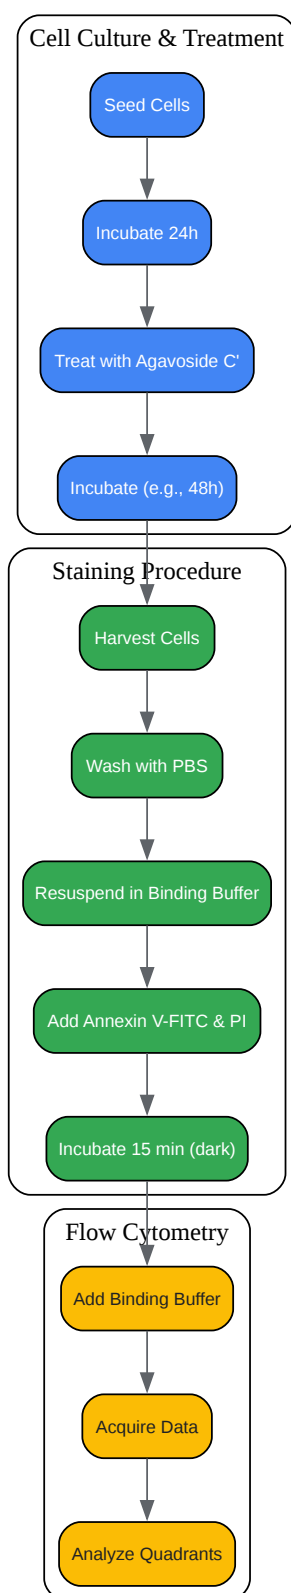 Cell Culture & Treatment
Seed Cells
Incubate 24h
Treat with Agavoside C'
Incubate (e.g., 48h)
Staining Procedure
Harvest Cells
Wash with PBS
Resuspend in Binding Buffer
Add Annexin V-FITC & PI
Incubate 15 min (dark)
Flow Cytometry
Add Binding Buffer
Acquire Data
Analyze Quadrants